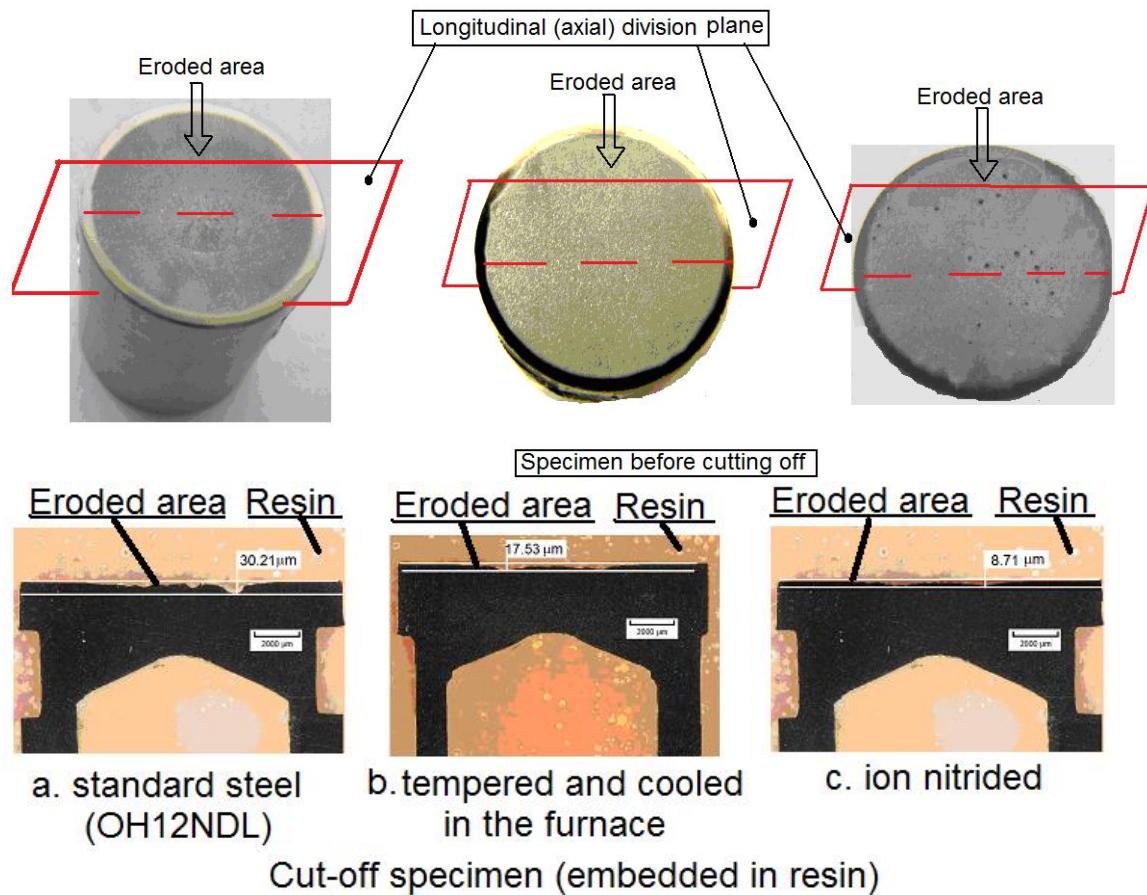 Longitudinal (axial) division plane
Eroded area
Eroded area
Eroded area
Specimen before cutting off
Eroded area Resin
Eroded area Resin
Eroded area Resin
30.21μm
17.53 μm
8.71 μm
2000 μm
2000 μm
2000 μm
a. standard steel
(OH12NDL)
b. tempered and cooled
in the furnace
c. ion nitrided
Cut-off specimen (embedded in resin)